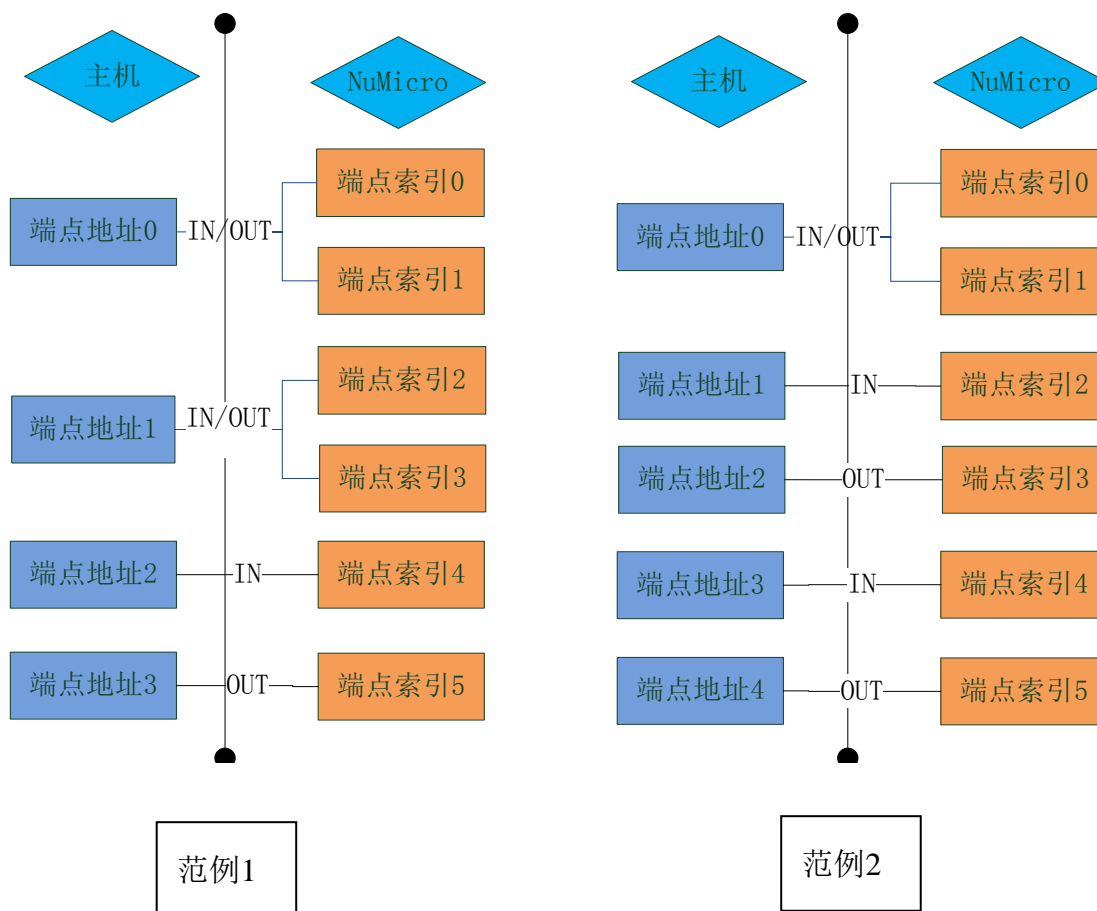 主机
NuMicro
端点索引0
端点地址0
IN/OUT
端点索引1
端点索引2
端点地址1
IN/OUT
端点索引3
端点地址2
IN
端点索引4
端点地址3
OUT
端点索引5
范例1
主机
NuMicro
端点索引0
端点地址0
IN/OUT
端点索引1
端点地址1
IN
端点索引2
端点地址2
OUT
端点索引3
端点地址3
IN
端点索引4
端点地址4
OUT
端点索引5
范例2